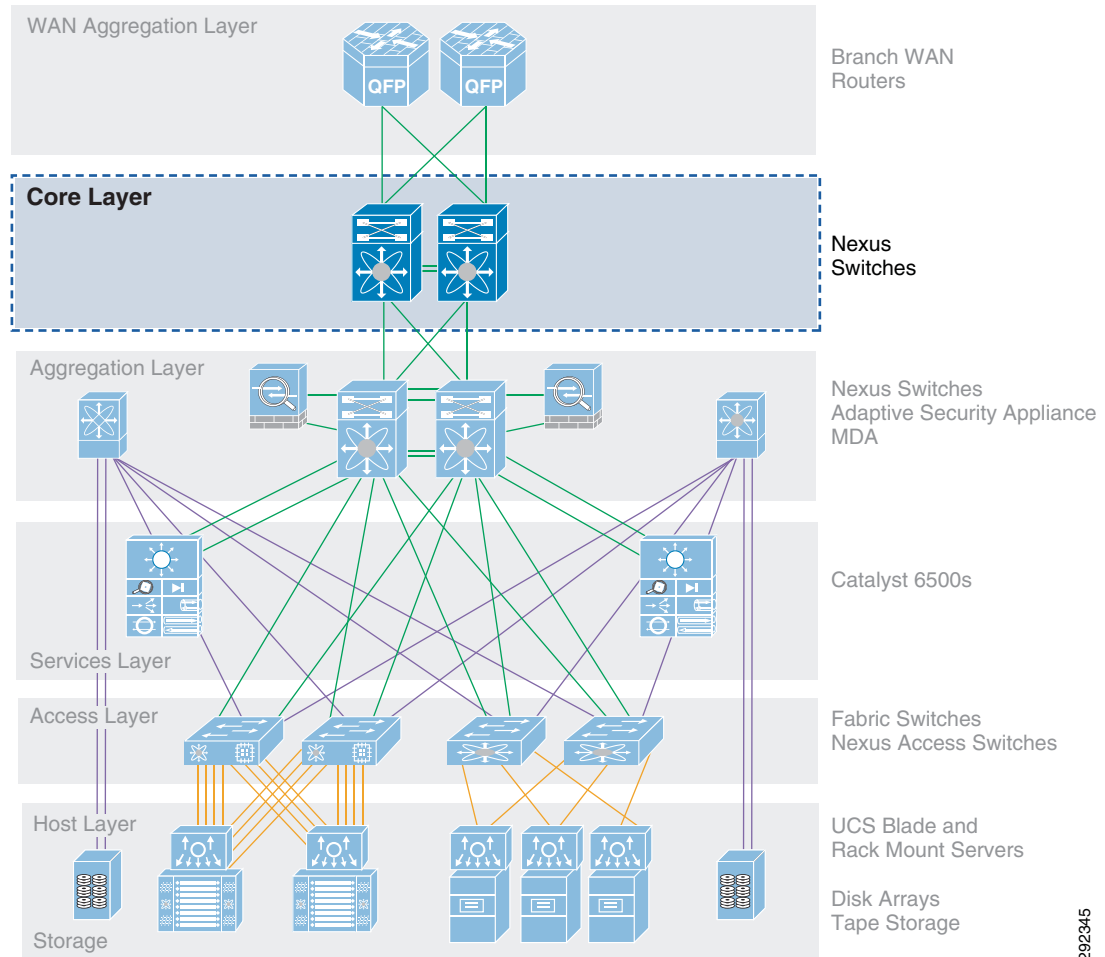 WAN Aggregation Layer
QFP
QFP
Branch WAN
Routers
Core Layer
Nexus
Switches
Aggregation Layer
Nexus Switches
Adaptive Security Appliance
MDA
Catalyst 6500s
Services Layer
Access Layer
Fabric Switches
Nexus Access Switches
Host Layer
UCS Blade and
Rack Mount Servers
Disk Arrays
Tape Storage
Storage
292345